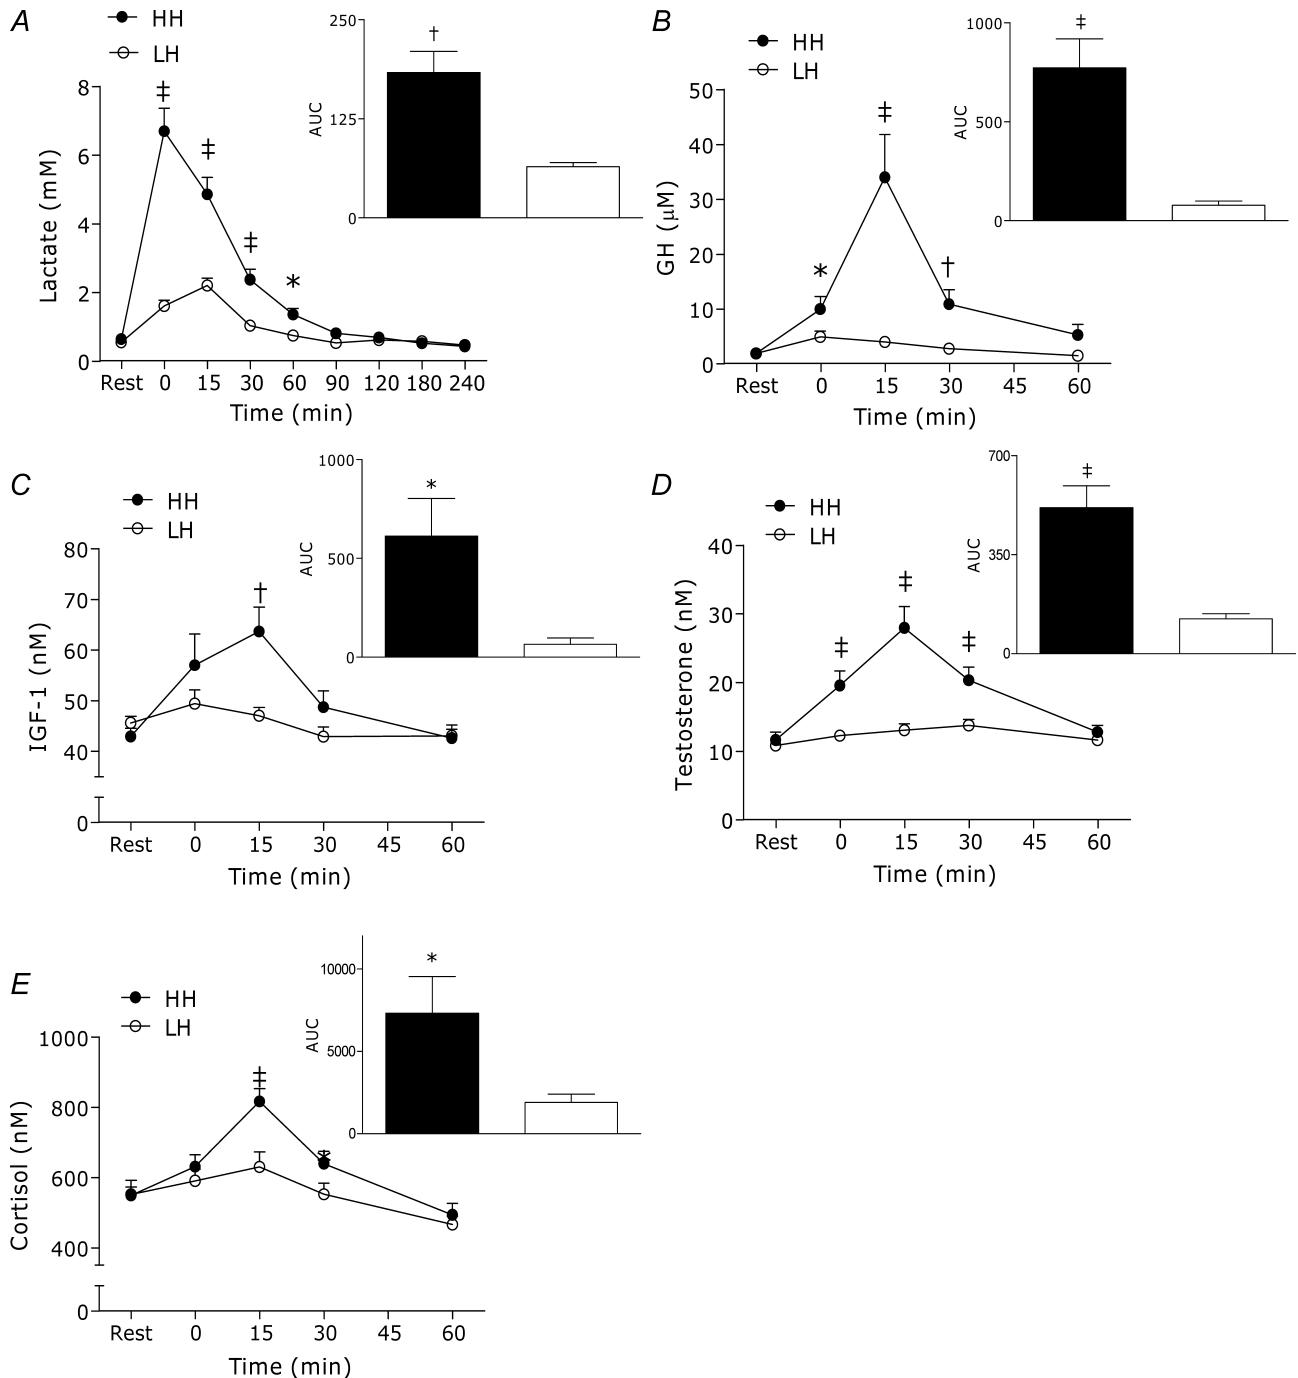 A
HH
LH
Lactate (mM)
8
6
4
2
0
Rest 0 15 30 60 90 120 180 240
Time (min)
‡
‡
‡
*
AUC
250
125
0
†
B
HH
LH
GH (μM)
50
40
30
20
10
0
Rest 0 15 30 45 60
Time (min)
*
‡
†
AUC
1000
500
0
‡
C
HH
LH
IGF-1 (nM)
80
70
60
50
40
0
Rest 0 15 30 45 60
Time (min)
†
AUC
1000
500
0
*
D
HH
LH
Testosterone (nM)
40
30
20
10
0
Rest 0 15 30 45 60
Time (min)
‡
‡
‡
AUC
700
350
0
‡
E
HH
LH
Cortisol (nM)
1000
800
600
400
0
Rest 0 15 30 45 60
Time (min)
‡
*
AUC
10000
5000
0
*